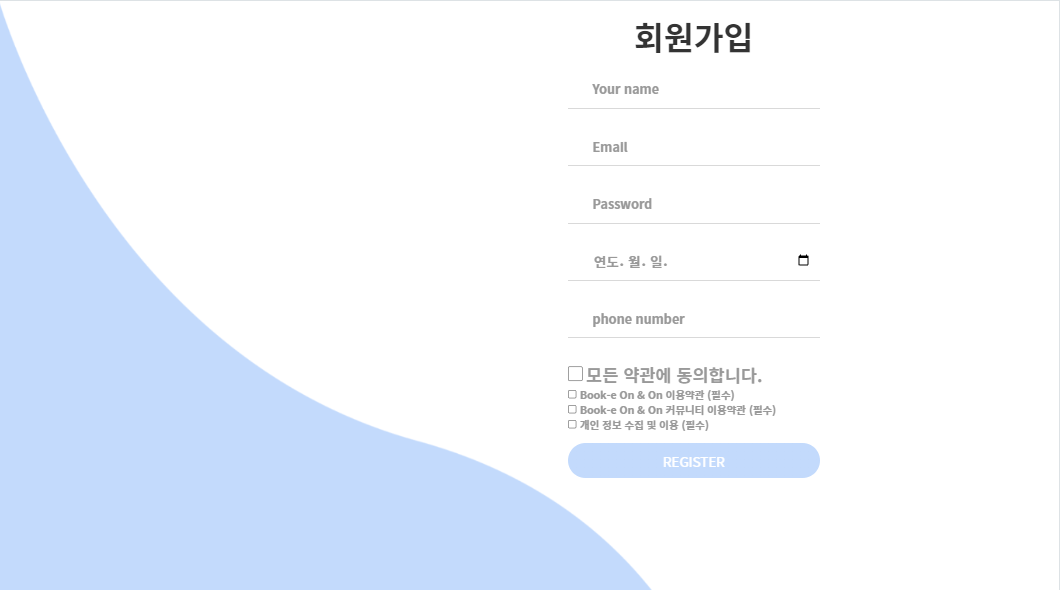 회원가입
Your name
Email
Password
연도. 월. 일.
phone number
모든 약관에 동의합니다.
Book-e On & On 이용약관 (필수)
Book-e On & On 커뮤니티 이용약관 (필수)
개인 정보 수집 및 이용 (필수)
REGISTER